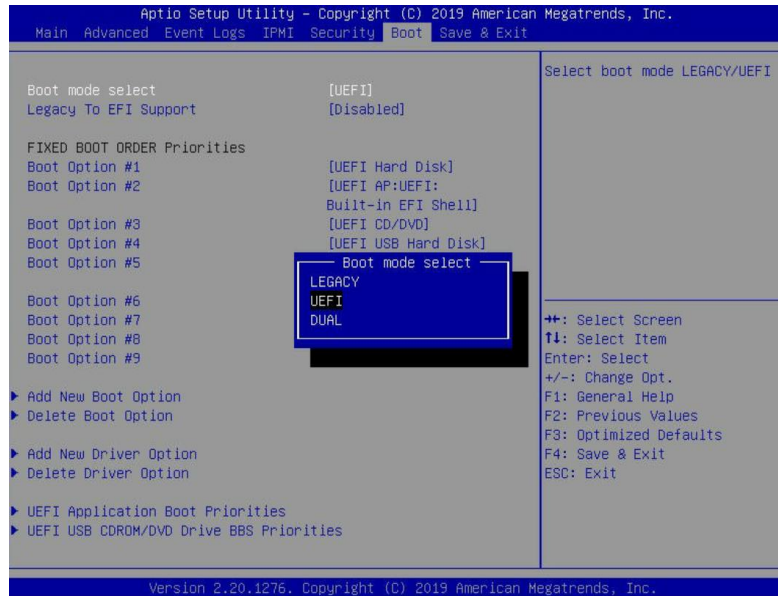 Aptio Setup Utility – Copyright (C) 2019 American Megatrends, Inc.
Main Advanced Event Logs IPMI Security Boot Save & Exit
Select boot mode LEGACY/UEFI
Boot mode select [UEFI]
Legacy To EFI Support [Disabled]
FIXED BOOT ORDER Priorities
Boot Option #1 [UEFI Hard Disk]
Boot Option #2 [UEFI AP:UEFI:
Built-in EFI Shell]
Boot Option #3 [UEFI CD/DVD]
Boot Option #4 [UEFI USB Hard Disk]
Boot Option #5
Boot Option #6
Boot Option #7
Boot Option #8
Boot Option #9
Boot mode select
LEGACY
UEFI
DUAL
▶ Add New Boot Option
▶ Delete Boot Option
▶ Add New Driver Option
▶ Delete Driver Option
▶ UEFI Application Boot Priorities
▶ UEFI USB CDROM/DVD Drive BBS Priorities
→←: Select Screen
↑↓: Select Item
Enter: Select
+/-: Change Opt.
F1: General Help
F2: Previous Values
F3: Optimized Defaults
F4: Save & Exit
ESC: Exit
Version 2.20.1276. Copyright (C) 2019 American Megatrends, Inc.